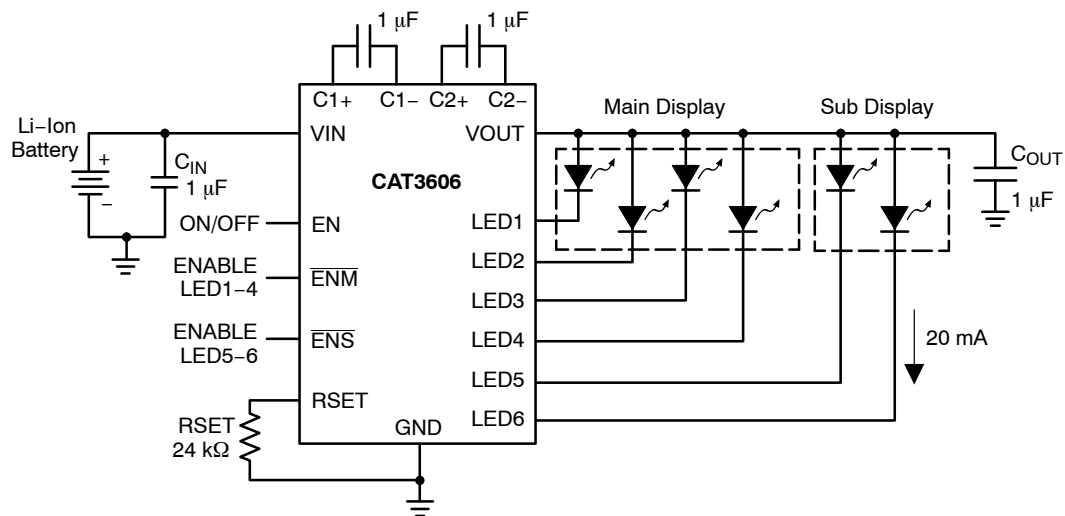 1 μF
1 μF
C1+
C1−
C2+
C2−
Main Display
Sub Display
Li−Ion
Battery
VIN
VOUT
+
−
CIN
1 μF
CAT3606
COUT
1 μF
ON/OFF
EN
LED1
ENABLE
LED1−4
ENM
LED2
LED3
ENABLE
LED5−6
ENS
LED4
20 mA
LED5
RSET
RSET
24 kΩ
GND
LED6